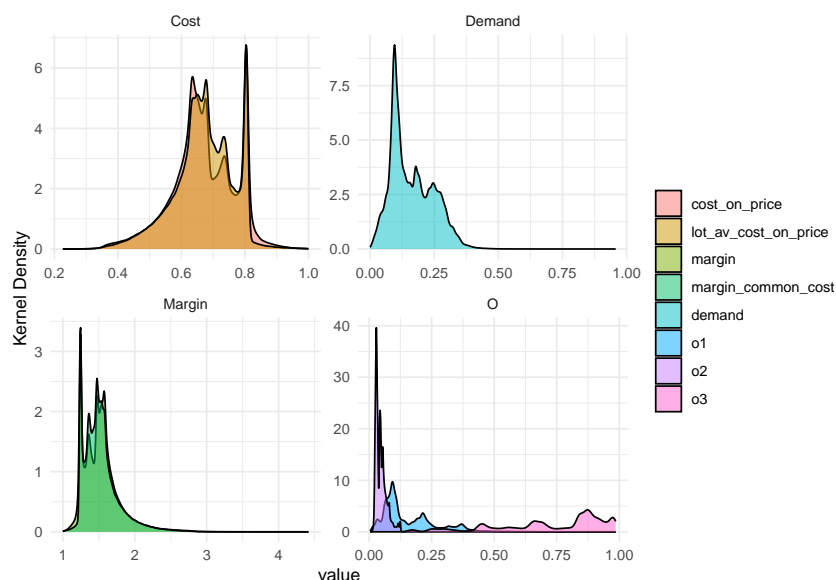 Cost
Demand
6
4
2
0
7.5
5.0
2.5
0.0
0.2 0.4 0.6 0.8 1.0
0.00 0.25 0.50 0.75 1.00
Kernel Density
Margin
O
3
2
1
0
40
30
20
10
0
1 2 3 4
0.00 0.25 0.50 0.75 1.00
value
cost_on_price
lot_av_cost_on_price
margin
margin_common_cost
demand
o1
o2
o3